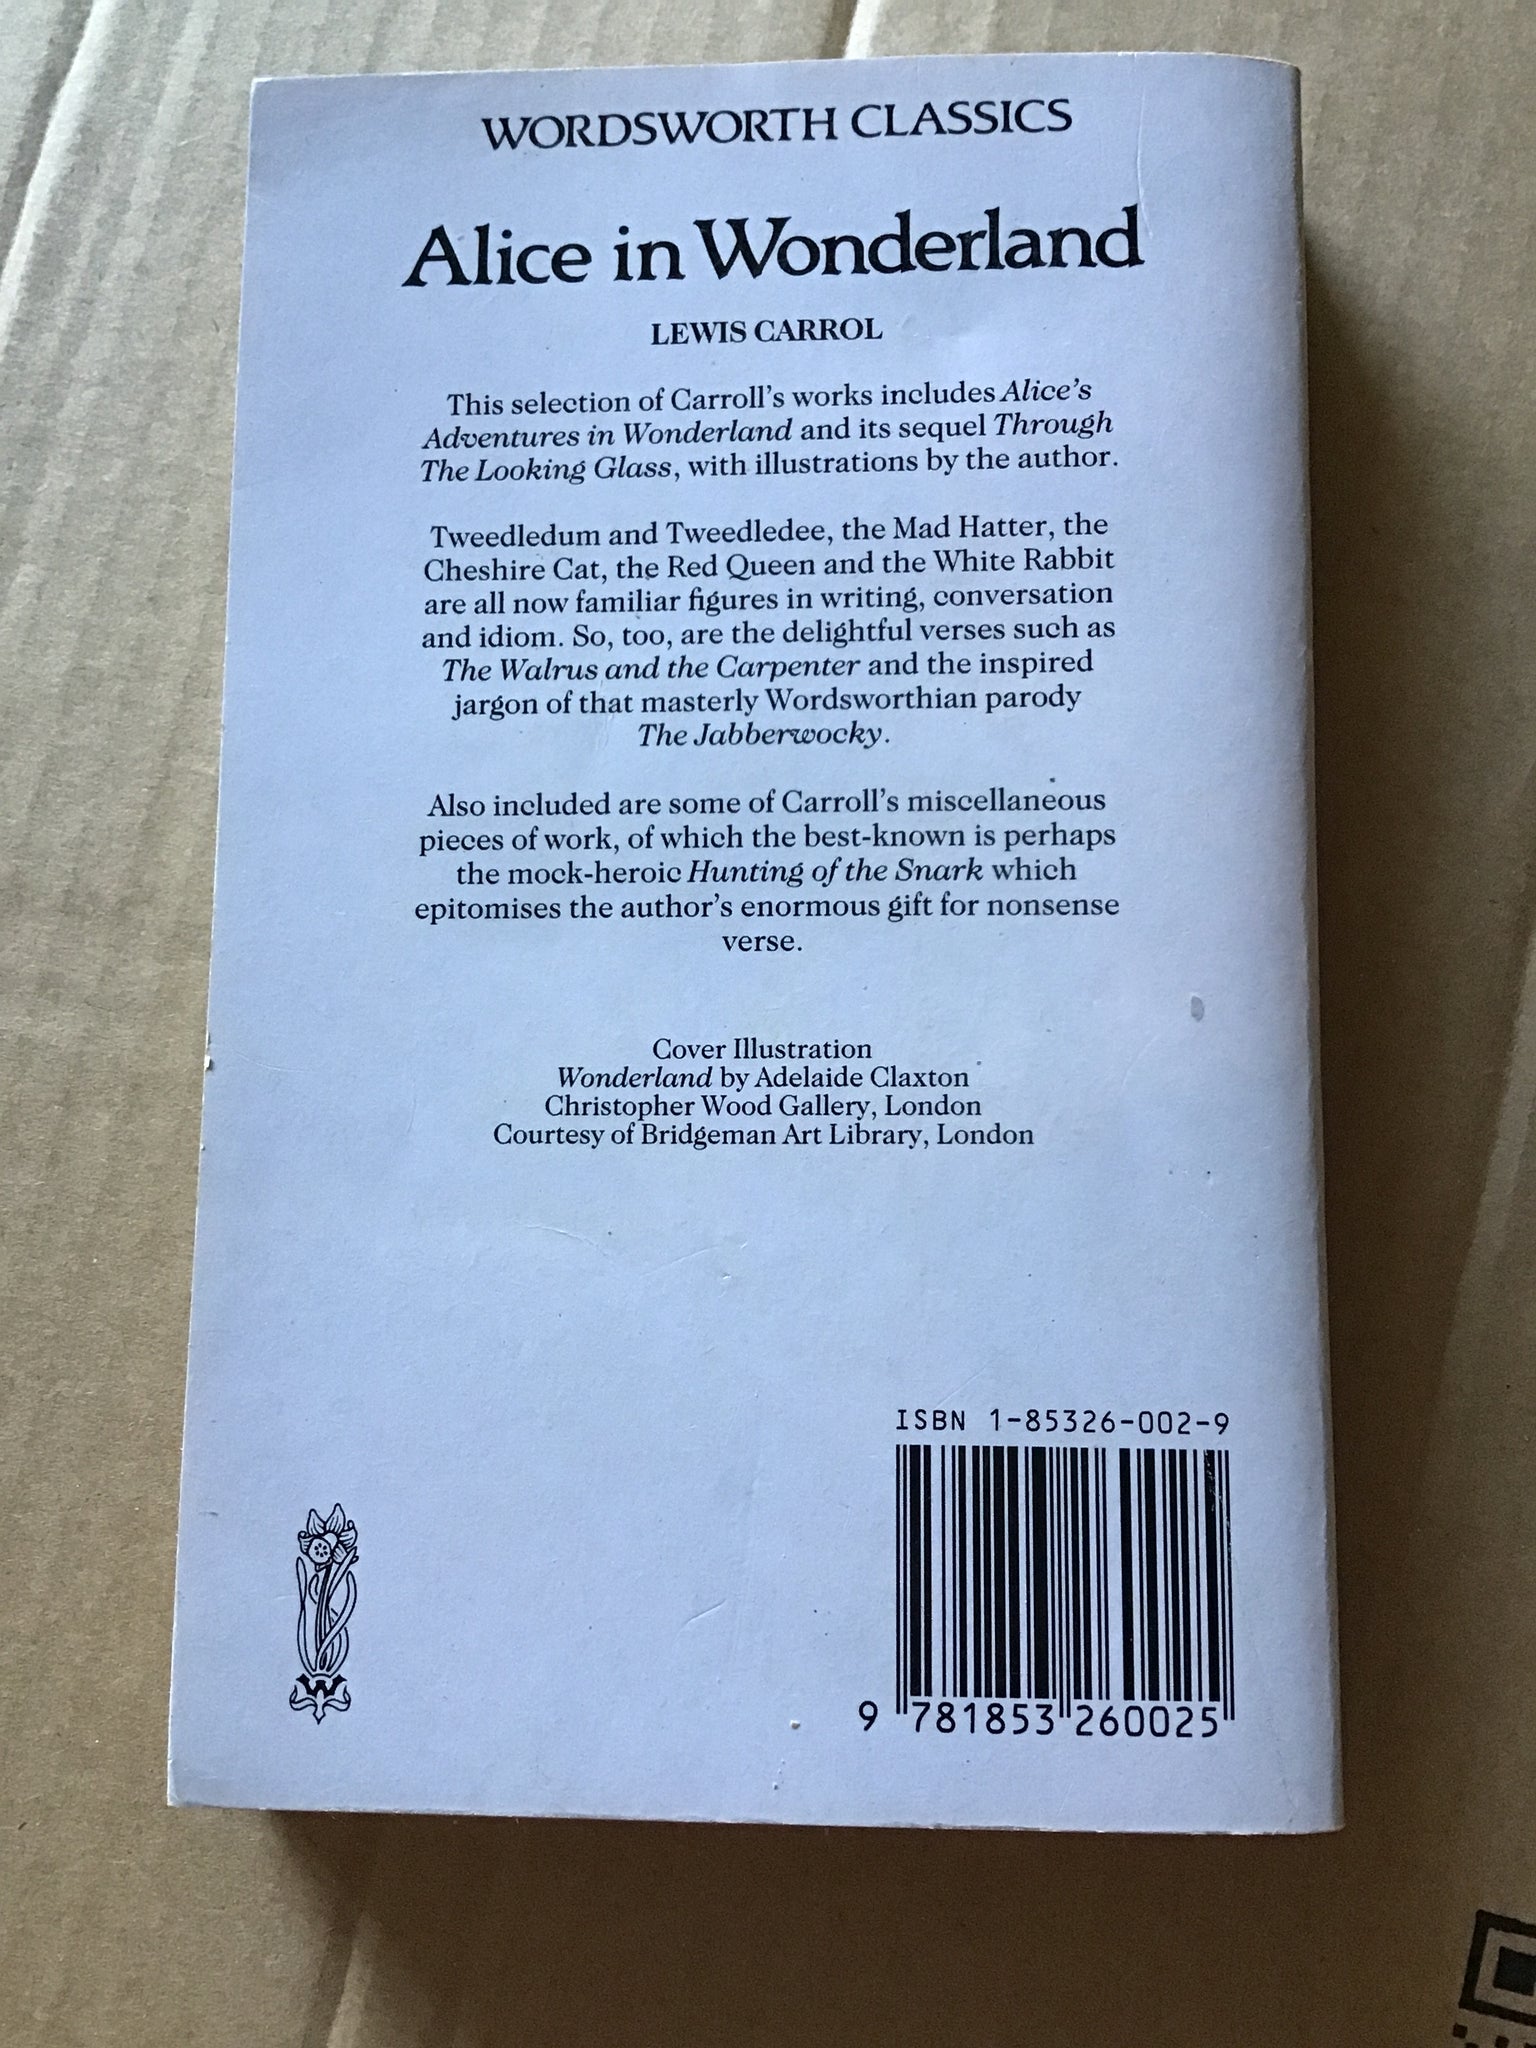 WORDSWORTH CLASSICS
Alice in Wonderland
LEWIS CARROL
This selection of Carroll's works includes Alice's
Adventures in Wonderland and its sequel Through
The Looking Glass, with illustrations by the author.
Tweedledum and Tweedledee, the Mad Hatter, the
Cheshire Cat, the Red Queen and the White Rabbit
are all now familiar figures in writing, conversation
and idiom. So, too, are the delightful verses such as
The Walrus and the Carpenter and the inspired
jargon of that masterly Wordsworthian parody
The Jabberwocky.
Also included are some of Carroll's miscellaneous
pieces of work, of which the best-known is perhaps
the mock-heroic Hunting of the Snark which
epitomises the author's enormous gift for nonsense
verse.
Cover Illustration
Wonderland by Adelaide Claxton
Christopher Wood Gallery, London
Courtesy of Bridgeman Art Library, London
ISBN 1-85326-002-9
W
9 781853 260025